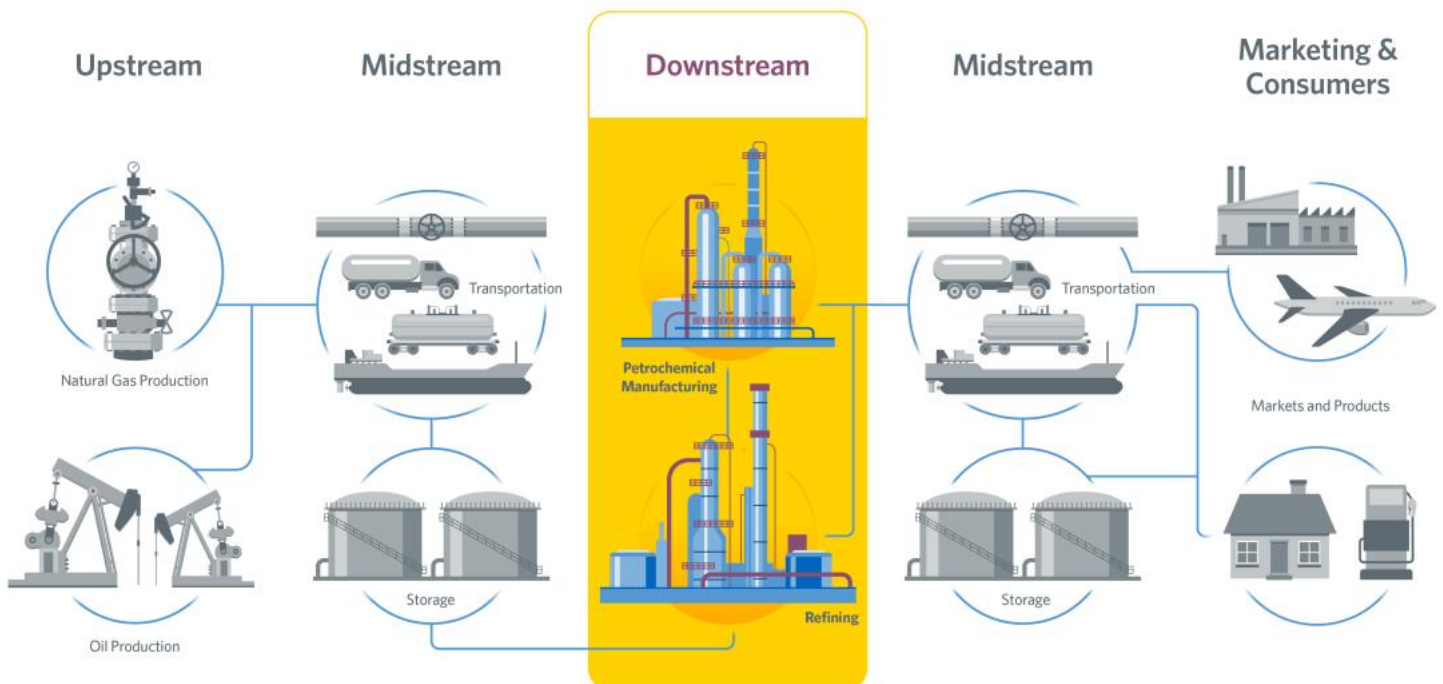 Upstream
Midstream
Downstream
Midstream
Marketing &
Consumers
Transportation
Transportation
Natural Gas Production
Petrochemical
Manufacturing
Markets and Products
Storage
Storage
Refining
Oil Production